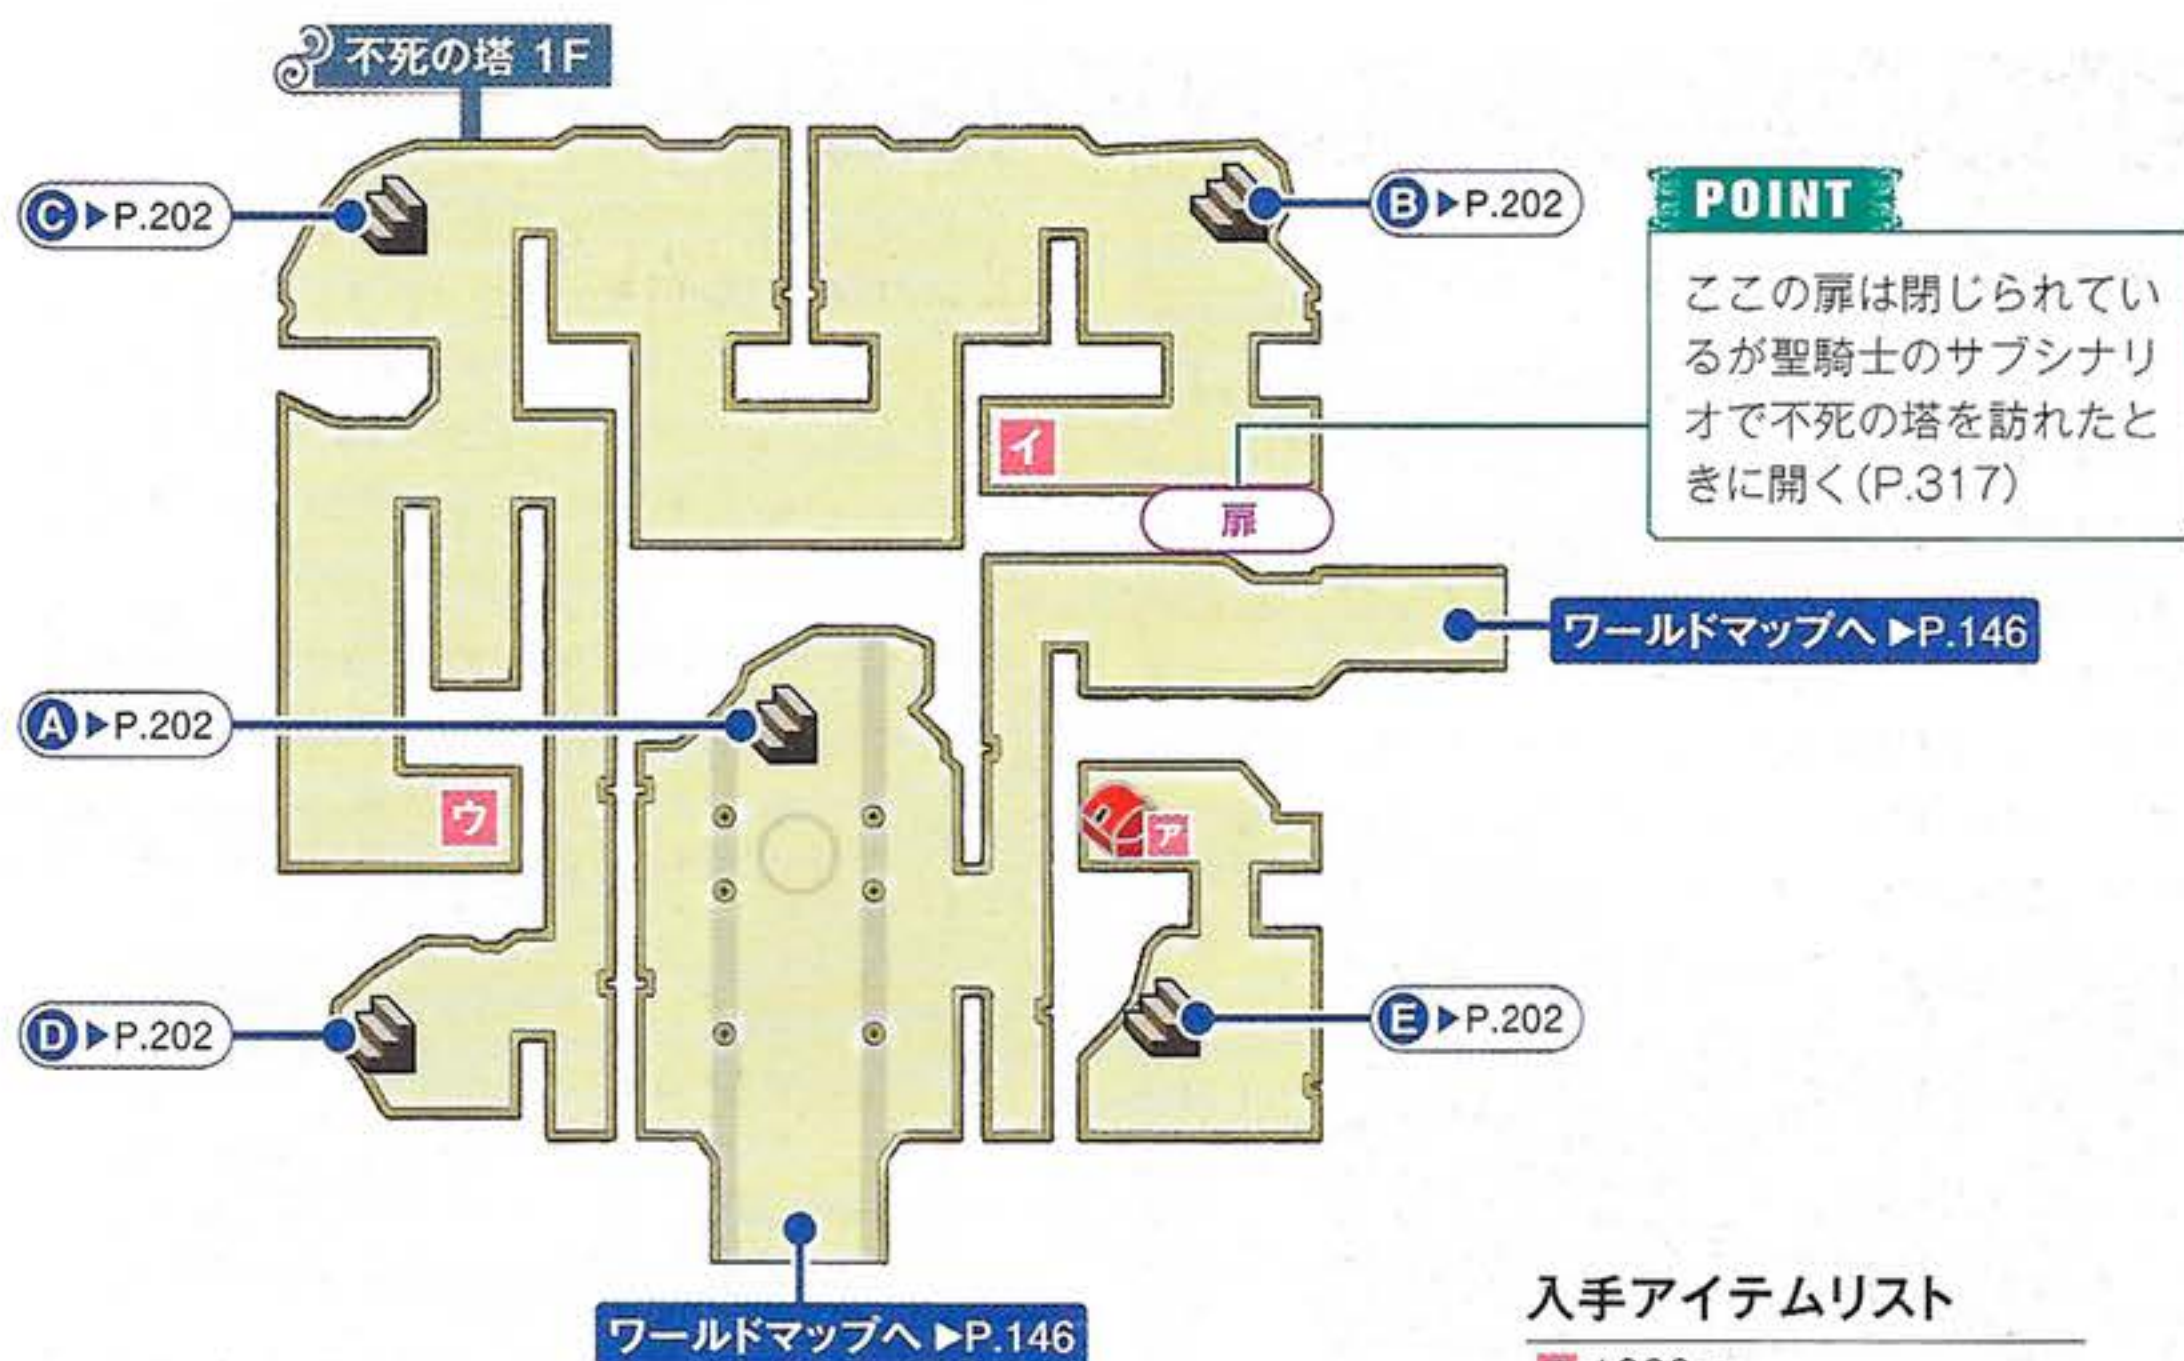 不死の塔 1F
C ▶P.202
B ▶P.202
POINT
ここの扉は閉じられてい
るが聖騎士のサブシナリ
オで不死の塔を訪れたと
きに開く(P.317)
イ
扉
ワールドマップへ ▶P.146
A ▶P.202
ウ
ア
D ▶P.202
E ▶P.202
ワールドマップへ ▶P.146
入手アイテムリスト